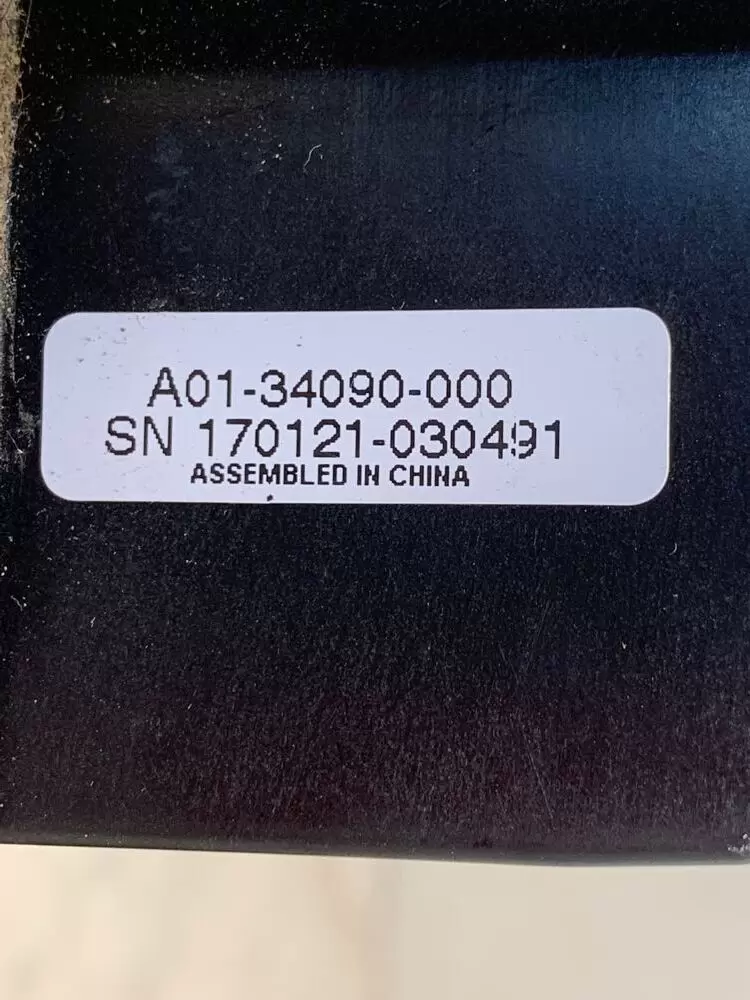 A01-34090-000
SN 170121-030491
ASSEMBLED IN CHINA